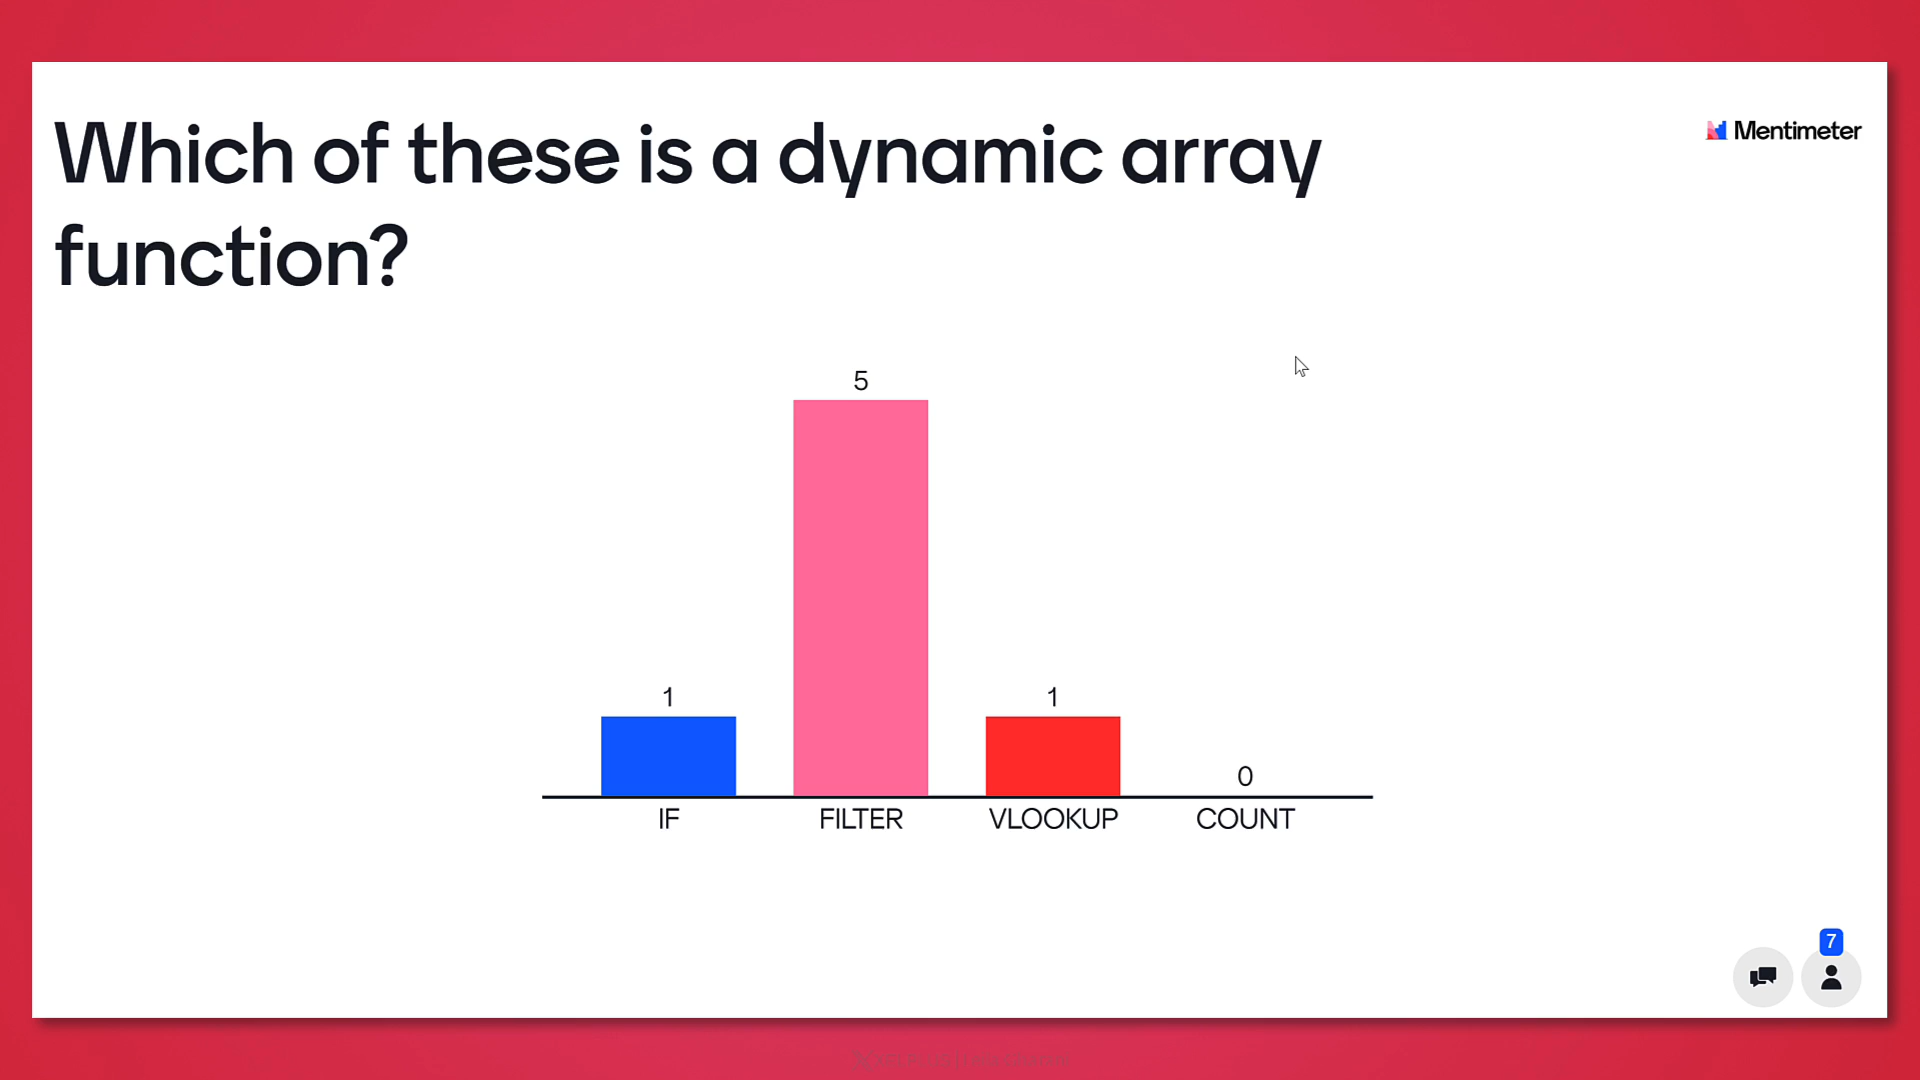 Which of these is a dynamic array
function?
Mentimeter
5
1
1
0
IF
FILTER
VLOOKUP
COUNT
7